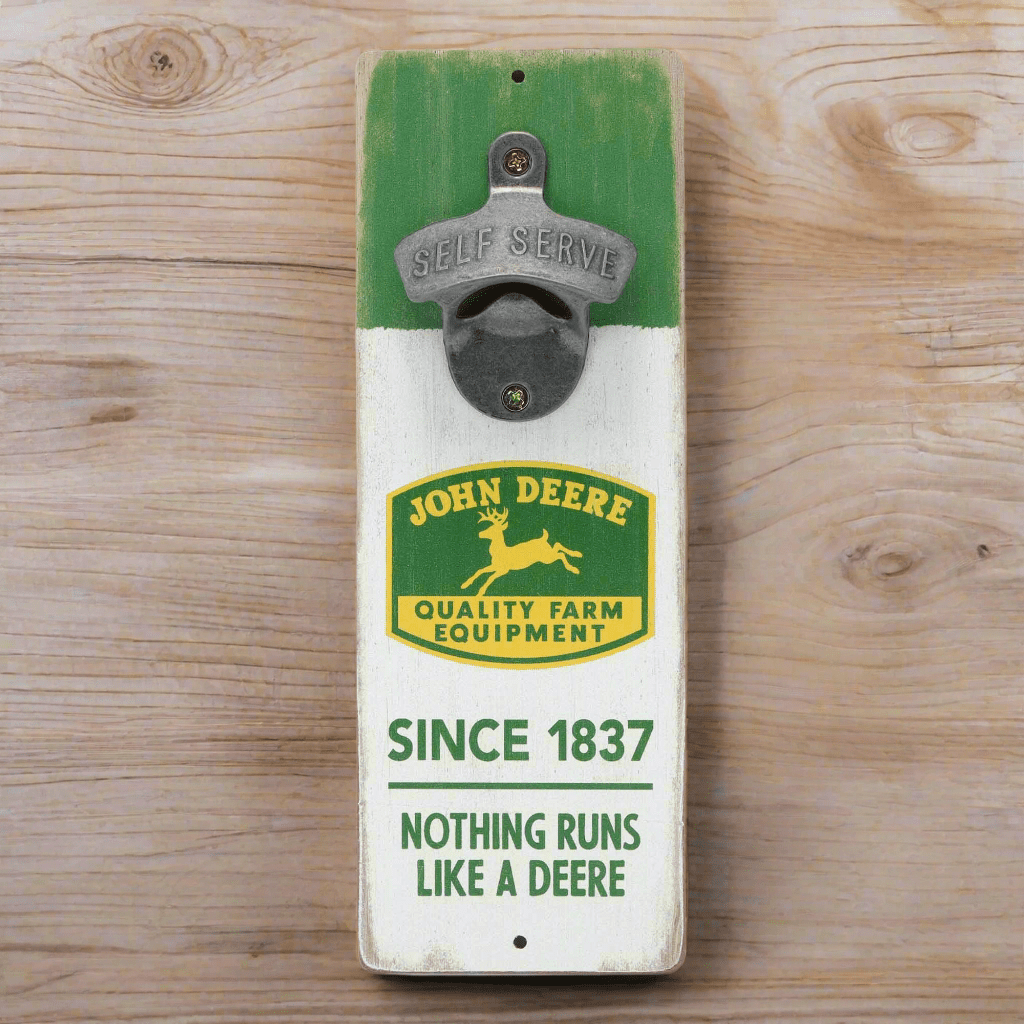 SELF SERVE
JOHN DEERE
QUALITY FARM
EQUIPMENT
SINCE 1837
NOTHING RUNS
LIKE A DEERE